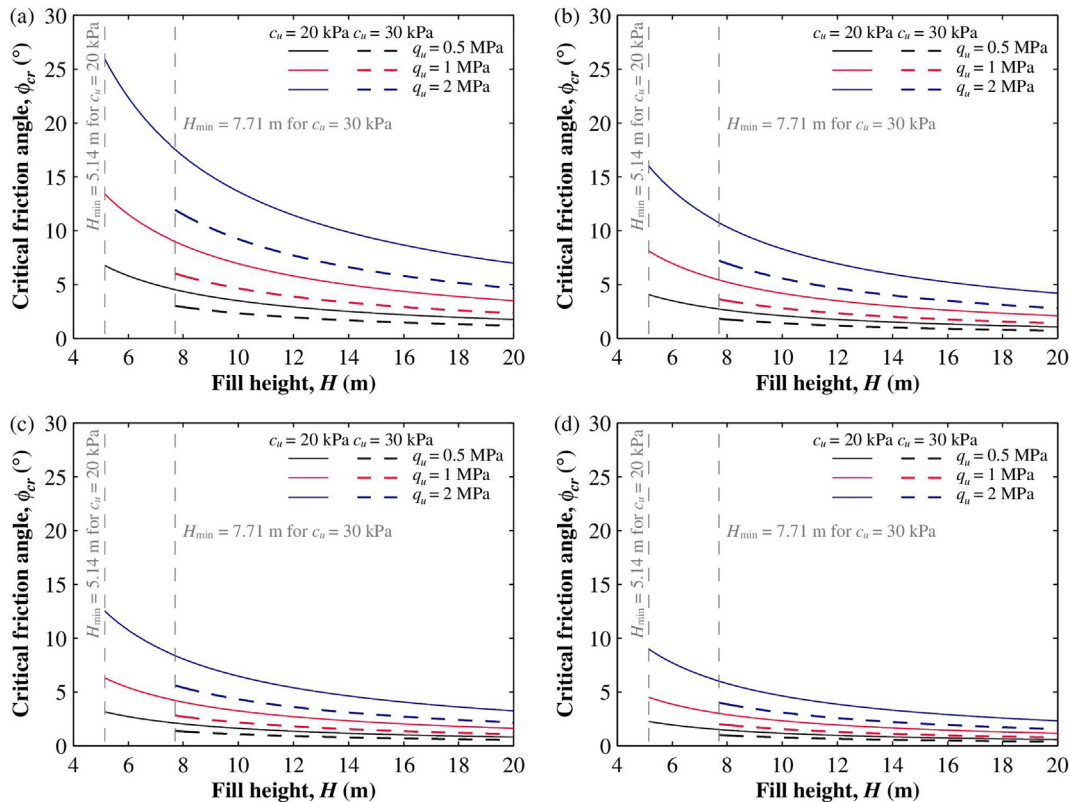 (a)
30
25
20
15
10
5
0
Critical friction angle, ϕcr (°)
Hmin = 5.14 m for cu = 20 kPa
cu = 20 kPa cu = 30 kPa
qu = 0.5 MPa
qu = 1 MPa
qu = 2 MPa
Hmin = 7.71 m for cu = 30 kPa
4 6 8 10 12 14 16 18 20
Fill height, H (m)
(b)
30
25
20
15
10
5
0
Critical friction angle, ϕcr (°)
Hmin = 5.14 m for cu = 20 kPa
cu = 20 kPa cu = 30 kPa
qu = 0.5 MPa
qu = 1 MPa
qu = 2 MPa
Hmin = 7.71 m for cu = 30 kPa
4 6 8 10 12 14 16 18 20
Fill height, H (m)
(c)
30
25
20
15
10
5
0
Critical friction angle, ϕcr (°)
Hmin = 5.14 m for cu = 20 kPa
cu = 20 kPa cu = 30 kPa
qu = 0.5 MPa
qu = 1 MPa
qu = 2 MPa
Hmin = 7.71 m for cu = 30 kPa
4 6 8 10 12 14 16 18 20
Fill height, H (m)
(d)
30
25
20
15
10
5
0
Critical friction angle, ϕcr (°)
Hmin = 5.14 m for cu = 20 kPa
cu = 20 kPa cu = 30 kPa
qu = 0.5 MPa
qu = 1 MPa
qu = 2 MPa
Hmin = 7.71 m for cu = 30 kPa
4 6 8 10 12 14 16 18 20
Fill height, H (m)